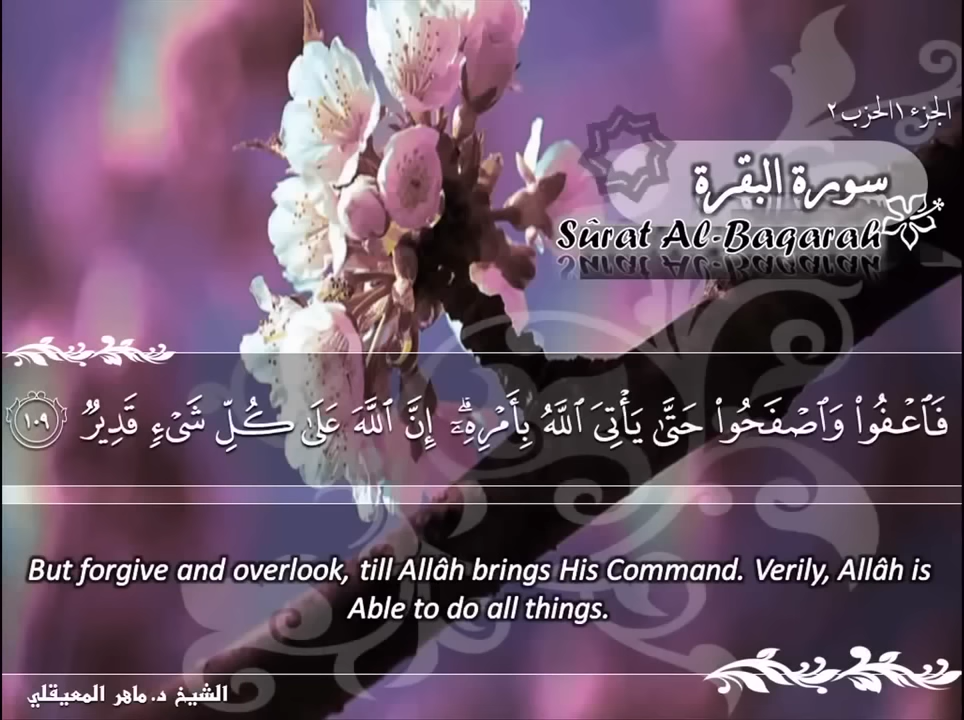 الجزء ١ الحزب ٢
سورة البقرة
Sûrat Al-Baqarah
فَٱعۡفُواْ وَٱصۡفَحُواْ حَتَّىٰ يَأۡتِيَ ٱللَّهُ بِأَمۡرِهِۦٓۗ إِنَّ ٱللَّهَ عَلَىٰ كُلِّ شَيۡءٖ قَدِيرٞ ١٠٩
But forgive and overlook, till Allâh brings His Command. Verily, Allâh is
Able to do all things.
الشيخ د. ماهر المعيقلي